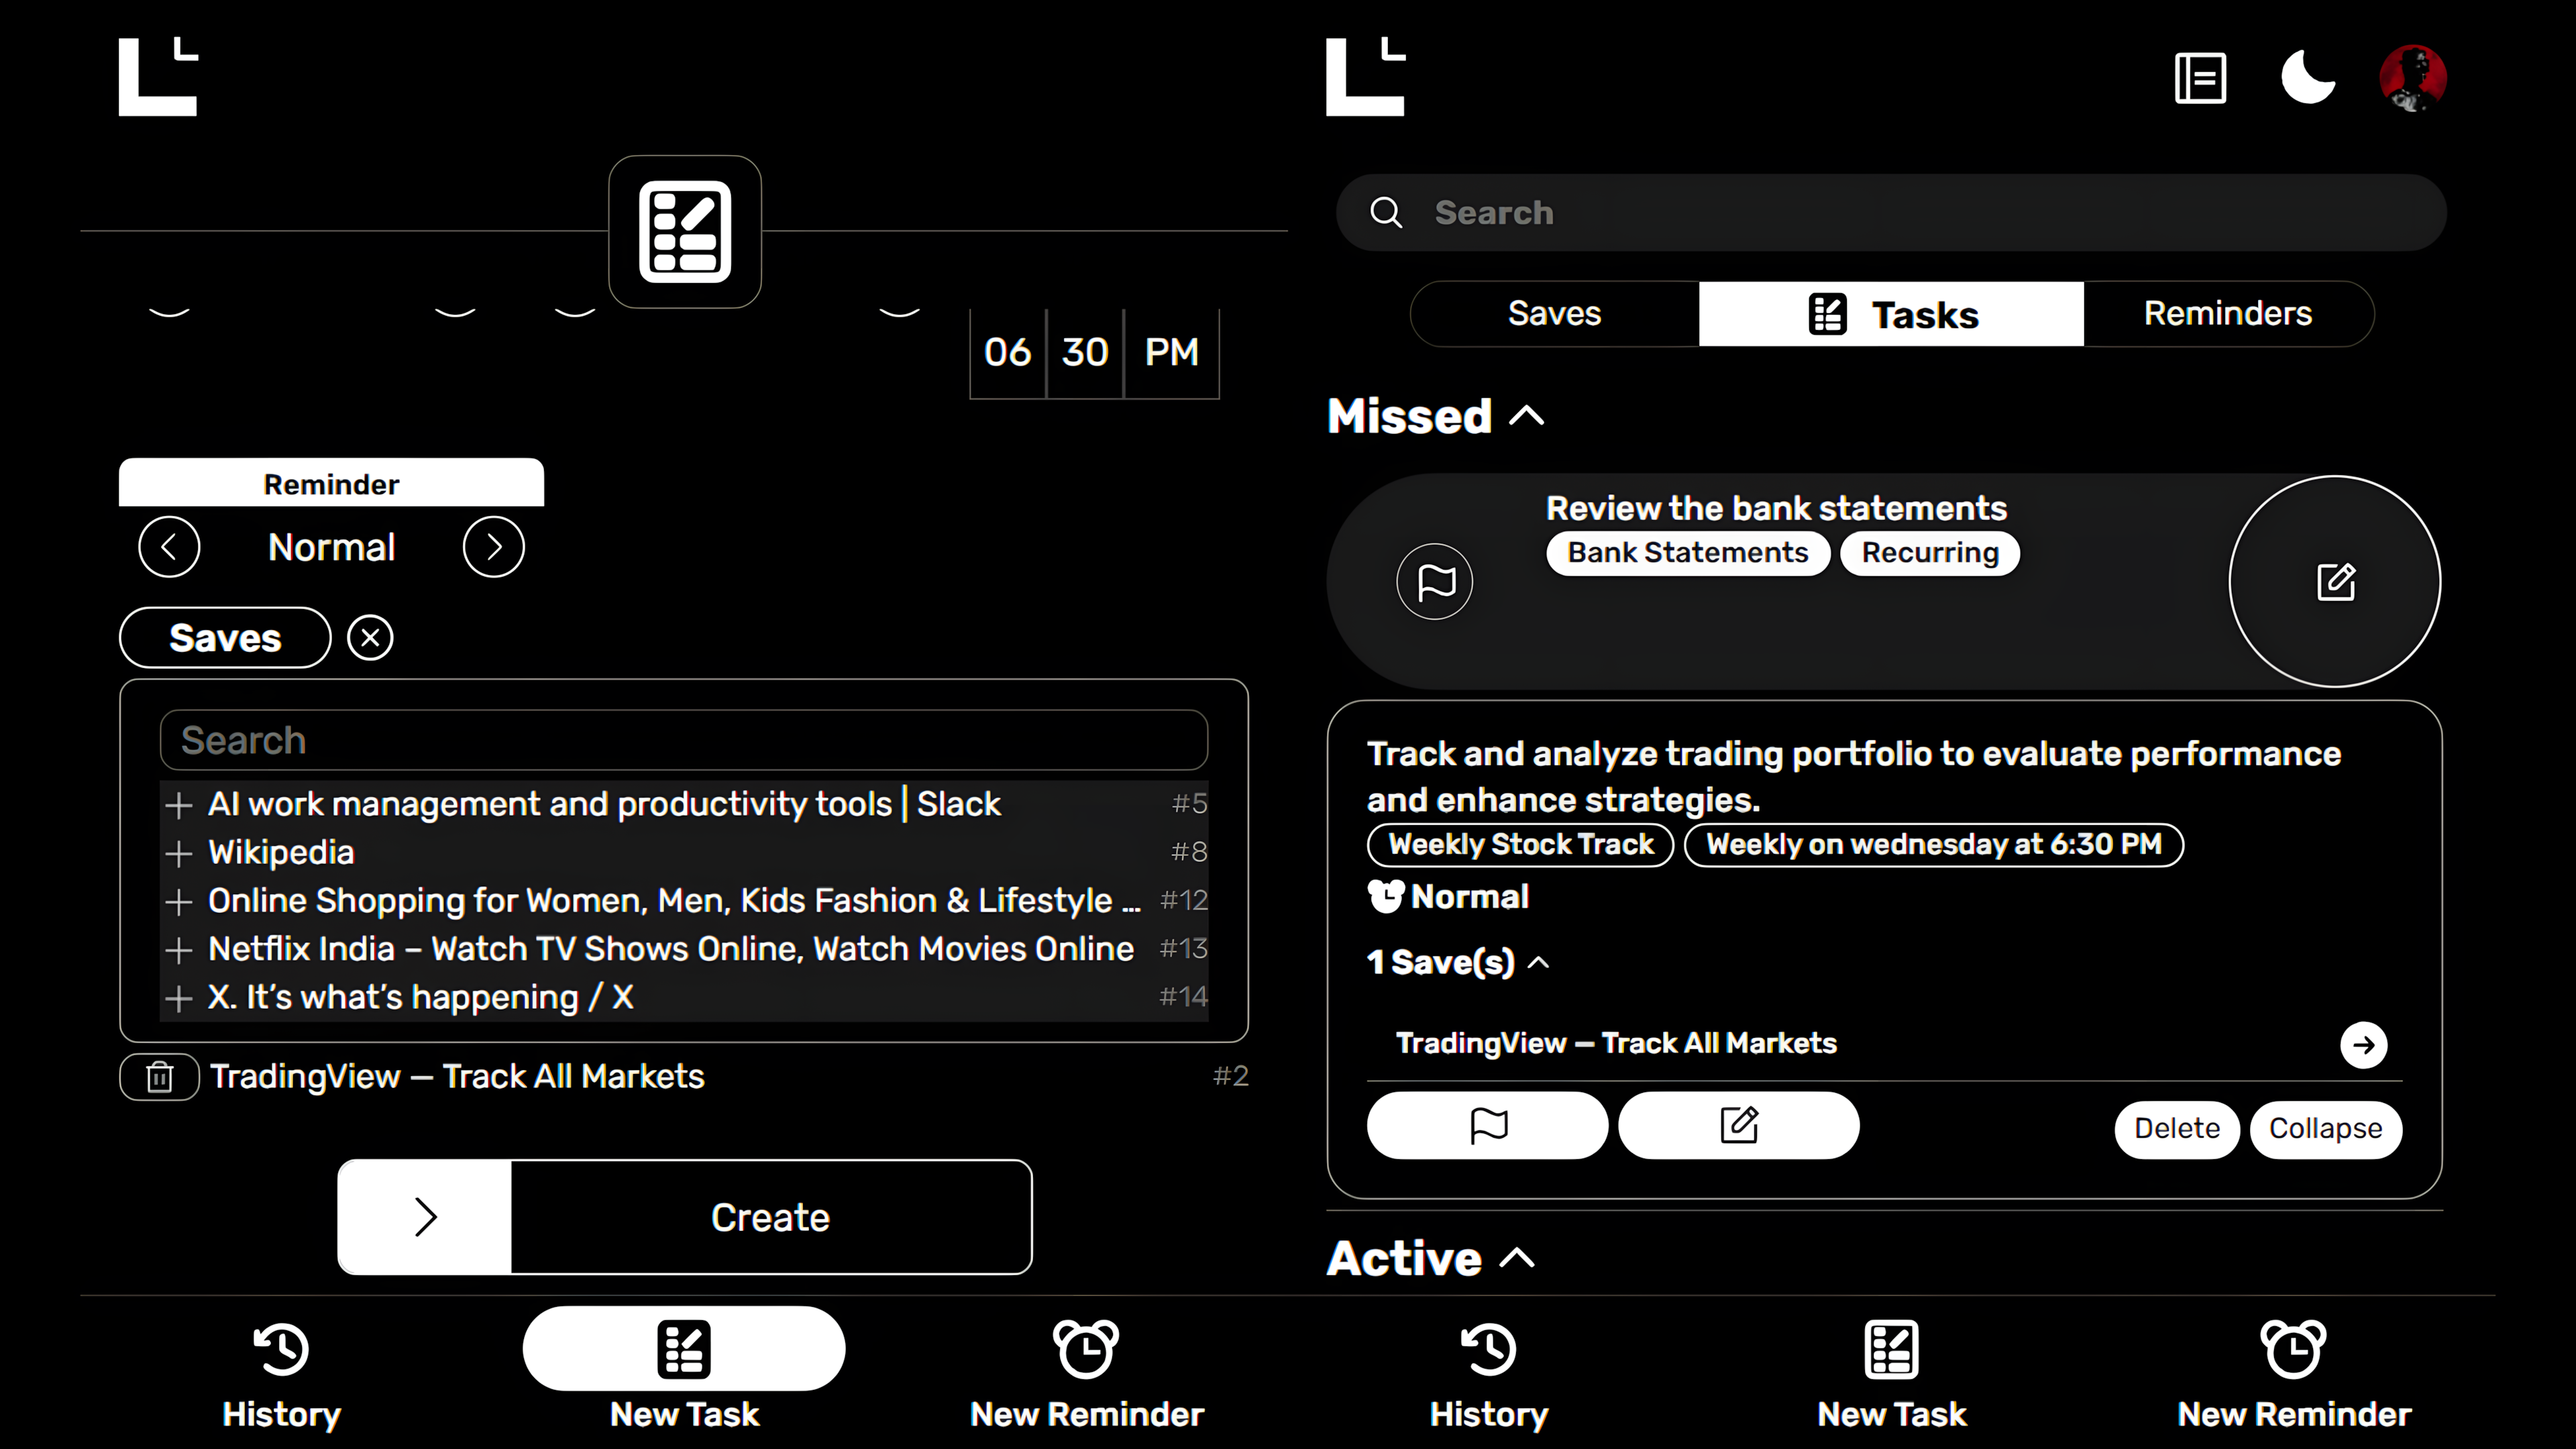 06 30 PM
Reminder
Normal
Saves
Search
AI work management and productivity tools | Slack #5
Wikipedia #8
Online Shopping for Women, Men, Kids Fashion & Lifestyle ... #12
Netflix India – Watch TV Shows Online, Watch Movies Online #13
X. It's what's happening / X #14
TradingView — Track All Markets #2
Create
History New Task New Reminder
Search
Saves Tasks Reminders
Missed
Review the bank statements
Bank Statements Recurring
Track and analyze trading portfolio to evaluate performance
and enhance strategies.
Weekly Stock Track Weekly on wednesday at 6:30 PM
Normal
1 Save(s)
TradingView — Track All Markets
Delete Collapse
Active
History New Task New Reminder